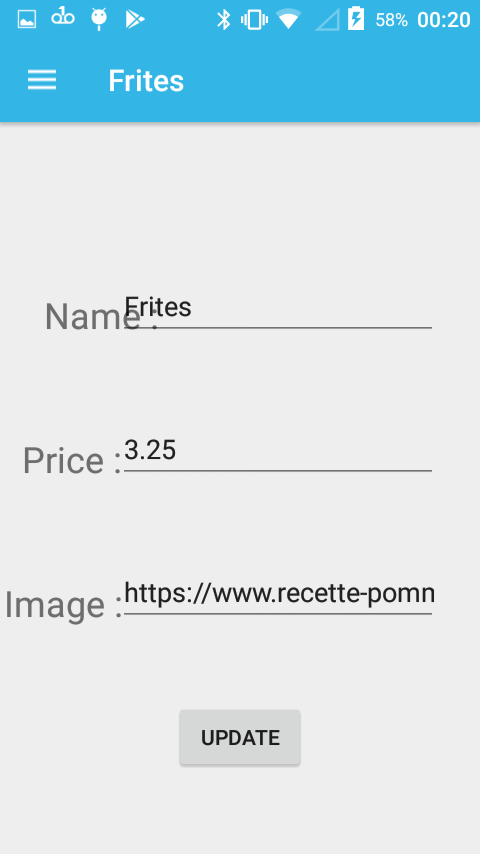 58% 00:20
Frites
Name :
Frites
Price :
3.25
Image :
https://www.recette-pomn
UPDATE